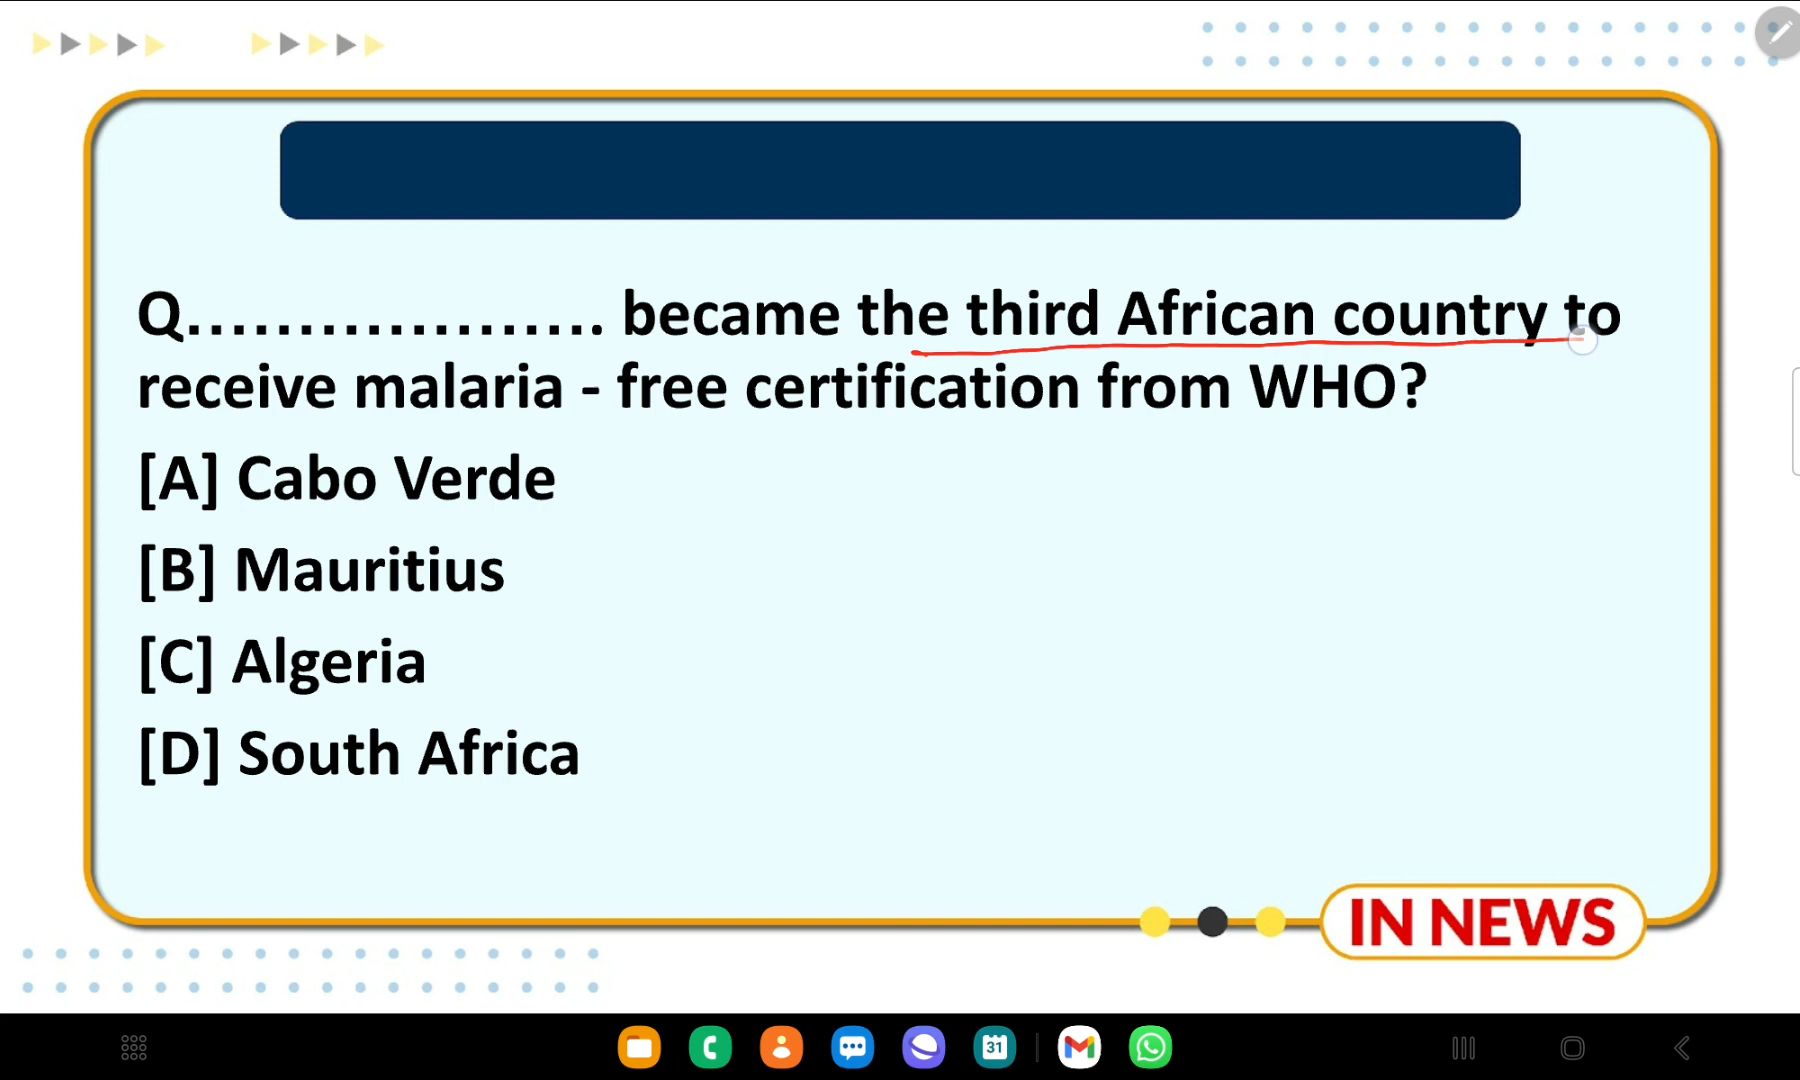 Q................... became the third African country to
receive malaria - free certification from WHO?
[A] Cabo Verde
[B] Mauritius
[C] Algeria
[D] South Africa
IN NEWS
31